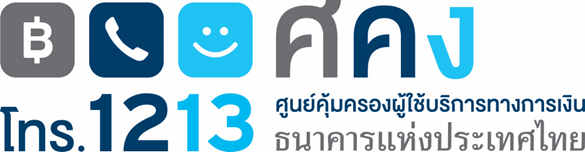 ฿
ศคง
โทร.1213
ศูนย์คุ้มครองผู้ใช้บริการทางการเงิน
ธนาคารแห่งประเทศไทย